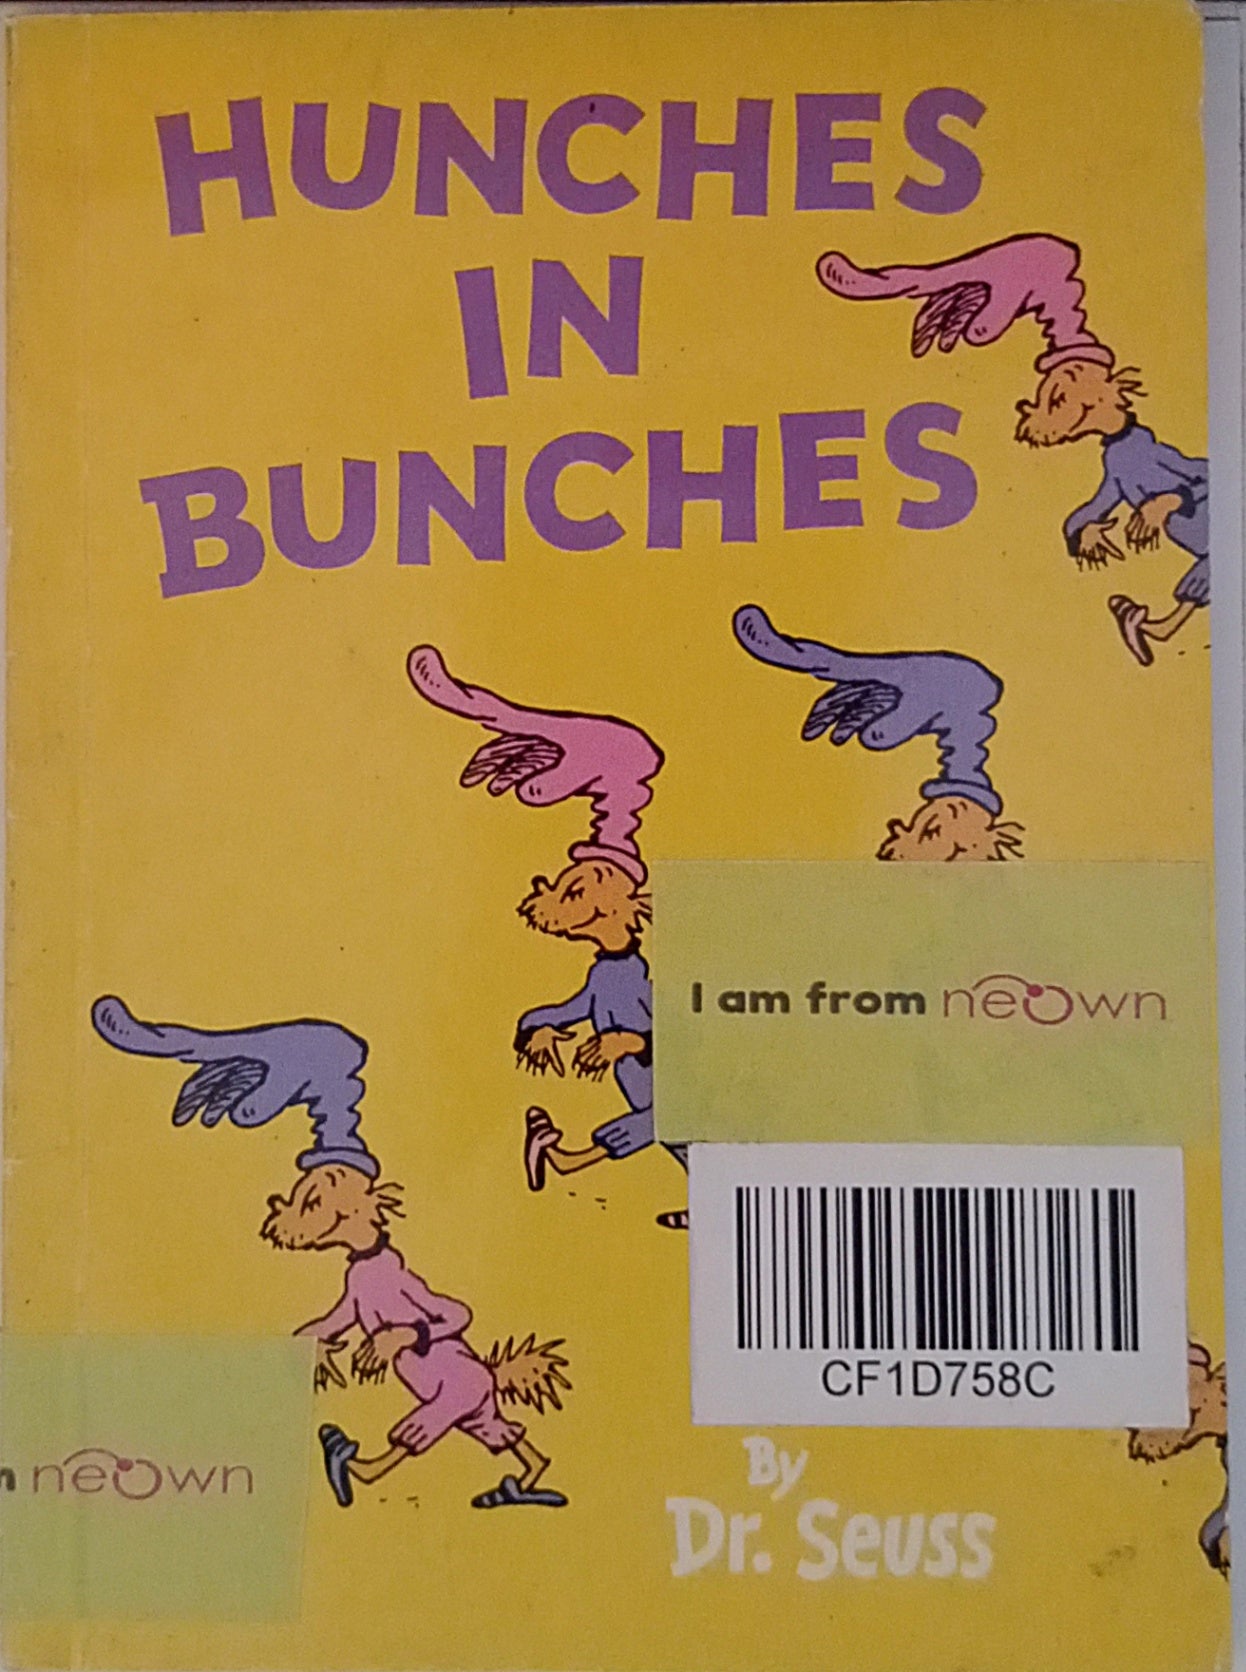 HUNCHES
IN
BUNCHES
I am from neown
CF1D758C
neown
By
Dr. Seuss